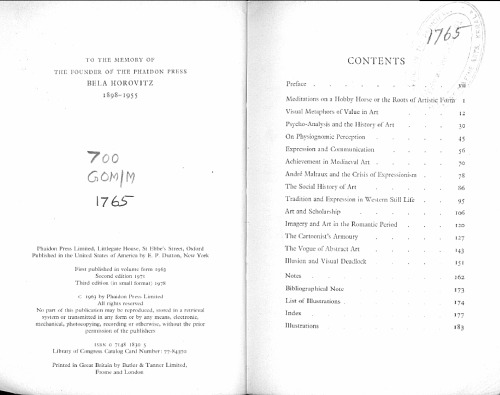 TO THE MEMORY OF
THE FOUNDER OF THE PHAIDON PRESS
BELA HOROVITZ
1898–1955
700
GOM/M
1765
Phaidon Press Limited, Littlegate House, St Ebbe's Street, Oxford
Published in the United States of America by E. P. Dutton, New York
First published in volume form 1963
Second edition 1971
Third edition (in small format) 1978
© 1963 by Phaidon Press Limited
All rights reserved
No part of this publication may be reproduced, stored in a retrieval
system or transmitted in any form or by any means, electronic,
mechanical, photocopying, recording or otherwise, without the prior
permission of the publishers
ISBN 0 7148 1830 3
Library of Congress Catalog Card Number: 77-84370
Printed in Great Britain by Butler & Tanner Limited,
Frome and London
1765
CONTENTS
Preface . vii
Meditations on a Hobby Horse or the Roots of Artistic Form 1
Visual Metaphors of Value in Art 12
Psycho-Analysis and the History of Art 30
On Physiognomic Perception 45
Expression and Communication 56
Achievement in Mediaeval Art 70
André Malraux and the Crisis of Expressionism 78
The Social History of Art 86
Tradition and Expression in Western Still Life 95
Art and Scholarship 106
Imagery and Art in the Romantic Period 120
The Cartoonist's Armoury 127
The Vogue of Abstract Art 143
Illusion and Visual Deadlock 151
Notes 162
Bibliographical Note 173
List of Illustrations 174
Index 177
Illustrations 183